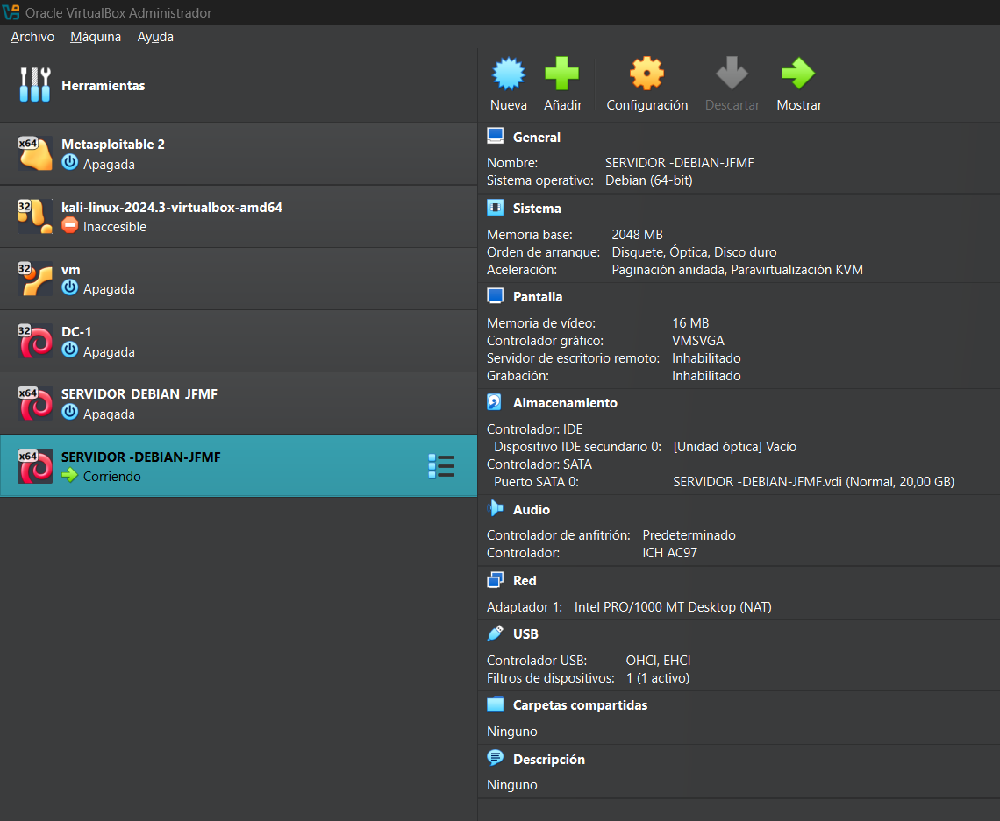 Oracle VirtualBox Administrador
Archivo Máquina Ayuda
Herramientas
x64 Metasploitable 2
Apagada
32 kali-linux-2024.3-virtualbox-amd64
Inaccesible
32 vm
Apagada
32 DC-1
Apagada
x64 SERVIDOR_DEBIAN_JFMF
Apagada
x64 SERVIDOR -DEBIAN-JFMF
Corriendo
Nueva Añadir Configuración Descartar Mostrar
General
Nombre: SERVIDOR -DEBIAN-JFMF
Sistema operativo: Debian (64-bit)
Sistema
Memoria base: 2048 MB
Orden de arranque: Disquete, Óptica, Disco duro
Aceleración: Paginación anidada, Paravirtualización KVM
Pantalla
Memoria de vídeo: 16 MB
Controlador gráfico: VMSVGA
Servidor de escritorio remoto: Inhabilitado
Grabación: Inhabilitado
Almacenamiento
Controlador: IDE
Dispositivo IDE secundario 0: [Unidad óptica] Vacío
Controlador: SATA
Puerto SATA 0: SERVIDOR -DEBIAN-JFMF.vdi (Normal, 20,00 GB)
Audio
Controlador de anfitrión: Predeterminado
Controlador: ICH AC97
Red
Adaptador 1: Intel PRO/1000 MT Desktop (NAT)
USB
Controlador USB: OHCI, EHCI
Filtros de dispositivos: 1 (1 activo)
Carpetas compartidas
Ninguno
Descripción
Ninguno